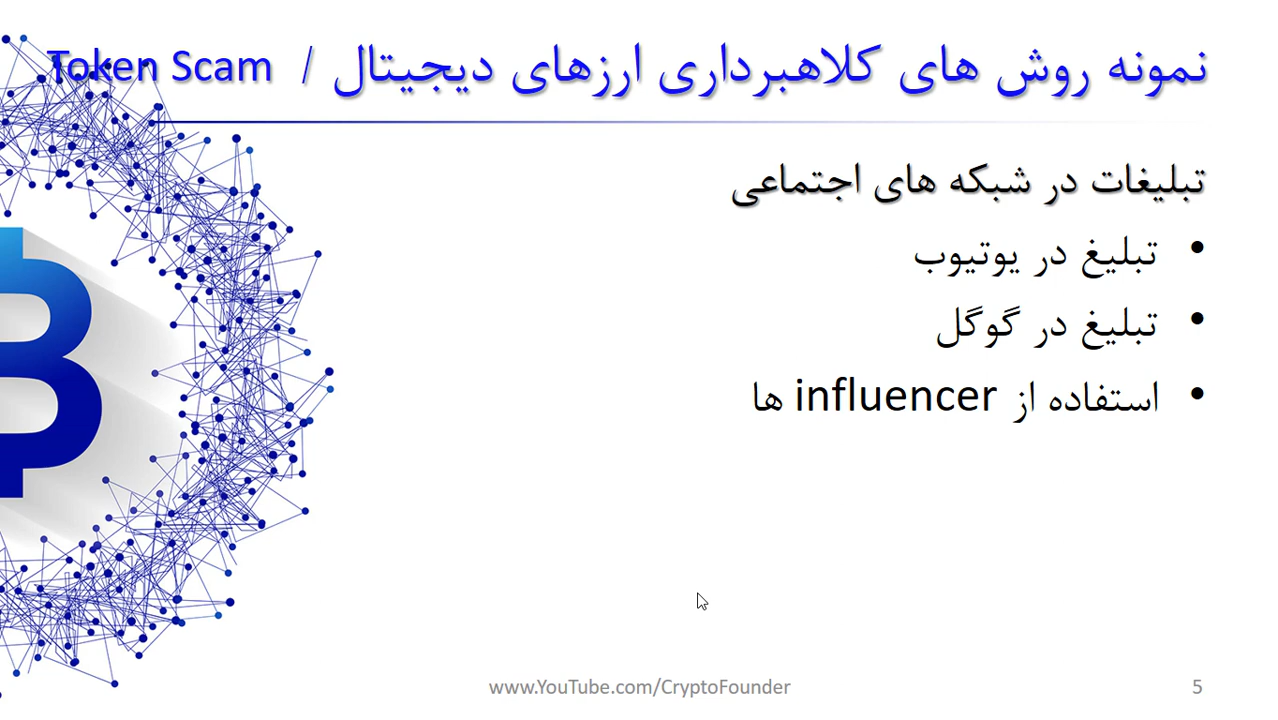 نمونه روش های کلاهبرداری ارزهای دیجیتال / Token Scam
تبلیغات در شبکه های اجتماعی
• تبلیغ در یوتیوب
• تبلیغ در گوگل
• استفاده از influencer ها
www.YouTube.com/CryptoFounder
5